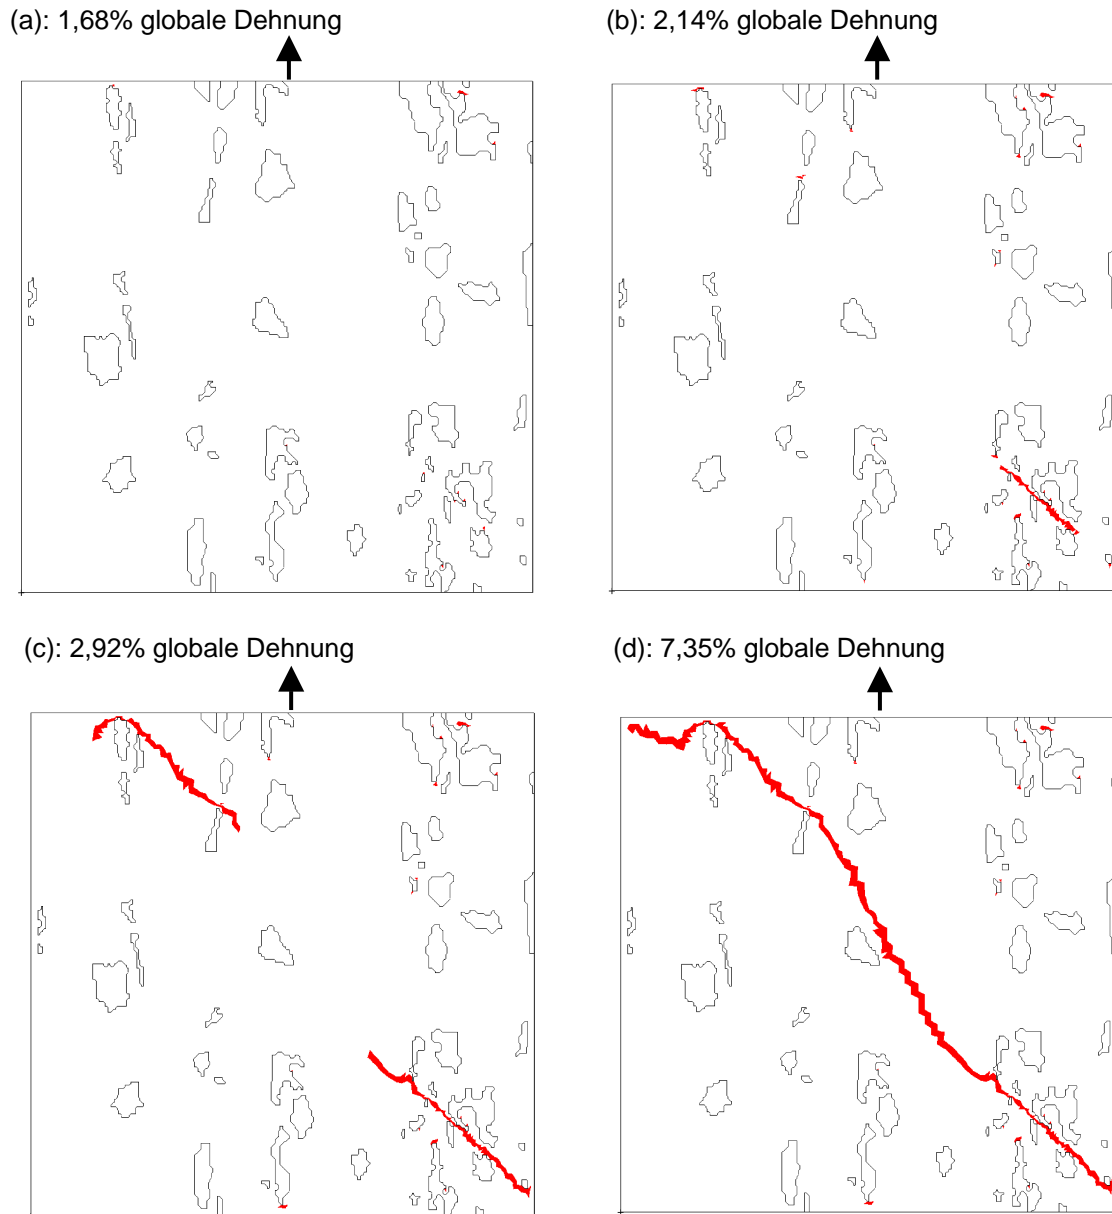 (a): 1,68% globale Dehnung
(b): 2,14% globale Dehnung
(c): 2,92% globale Dehnung
(d): 7,35% globale Dehnung